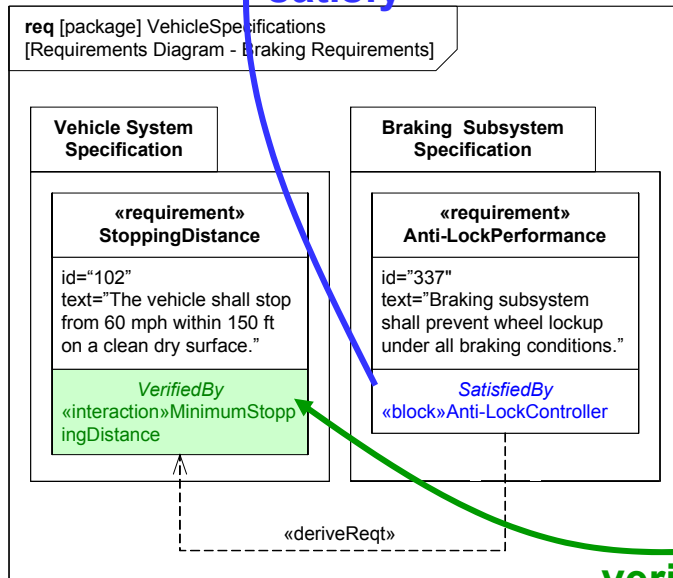 satisfy
req [package] VehicleSpecifications
[Requirements Diagram - Braking Requirements]
Vehicle System
Specification
Braking Subsystem
Specification
«requirement»
StoppingDistance
id=“102”
text=”The vehicle shall stop
from 60 mph within 150 ft
on a clean dry surface.”
VerifiedBy
«interaction»MinimumStopp
ingDistance
«requirement»
Anti-LockPerformance
id=”337"
text=”Braking subsystem
shall prevent wheel lockup
under all braking conditions.”
SatisfiedBy
«block»Anti-LockController
«deriveReqt»